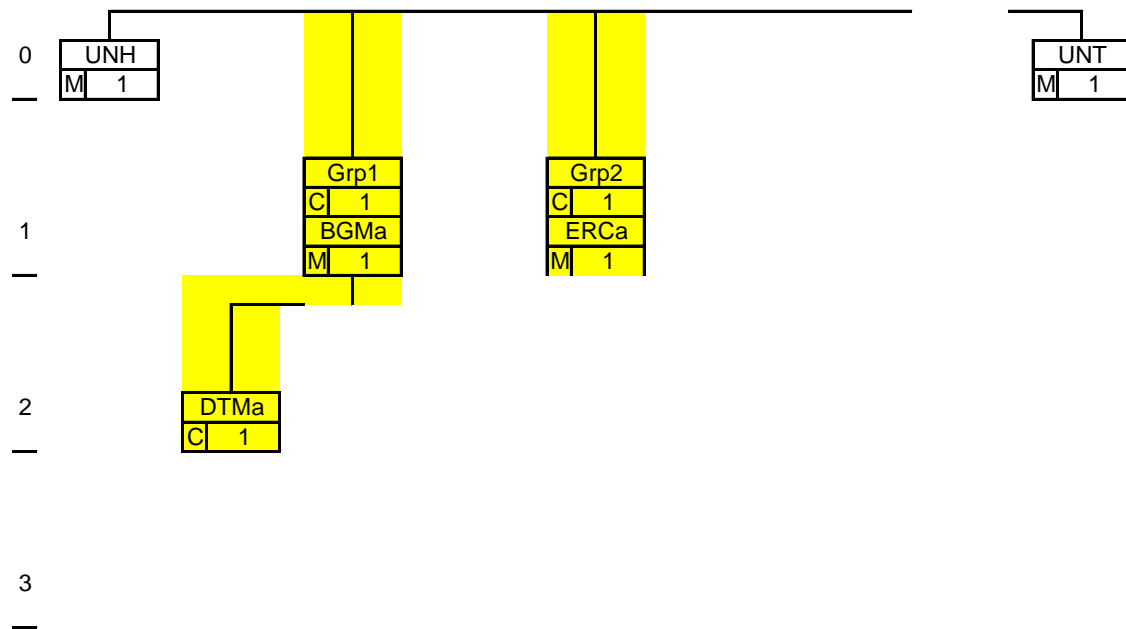 0 UNH UNT
M 1 M 1
Grp1 Grp2
C 1 C 1
1 BGMa ERCa
M 1 M 1
2 DTMa
C 1
3